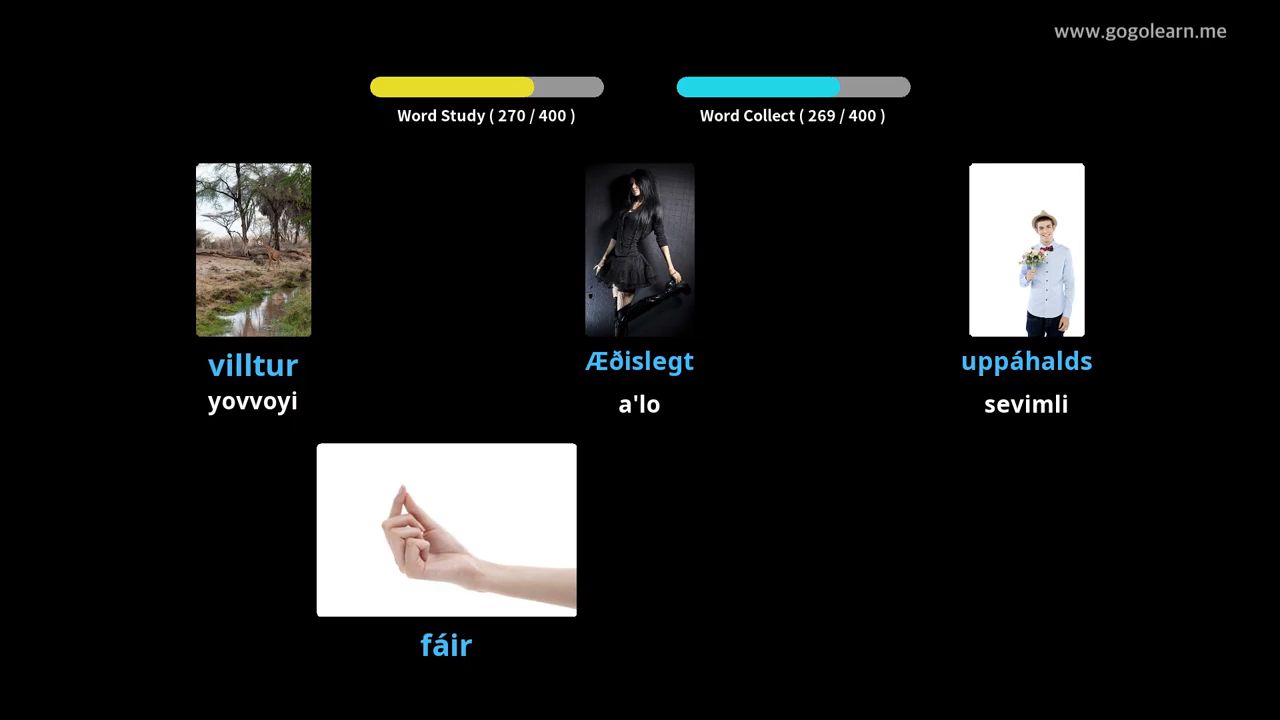 www.gogolearn.me
Word Study ( 270 / 400 )
Word Collect ( 269 / 400 )
villtur
yovvoyi
Æðislegt
a'lo
uppáhalds
sevimli
fáir